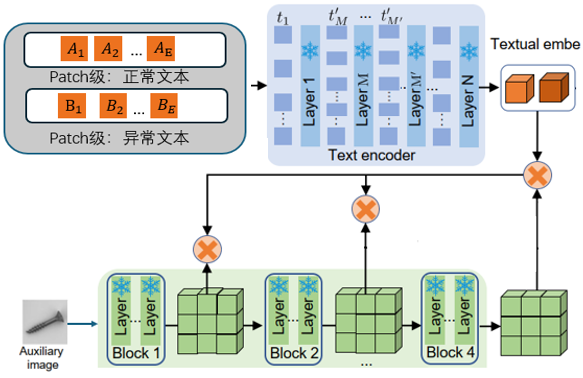 A1 A2 ... AE
Patch级：正常文本
B1 B2 ... BE
Patch级：异常文本
t1 t'M ... t'M'
Layer 1
Layer M
Layer M'
Layer N
Text encoder
Textual embe
Layer ... Layer
Block 1
Layer ... Layer
Block 2
...
Layer ... Layer
Block 4
Auxiliary
image